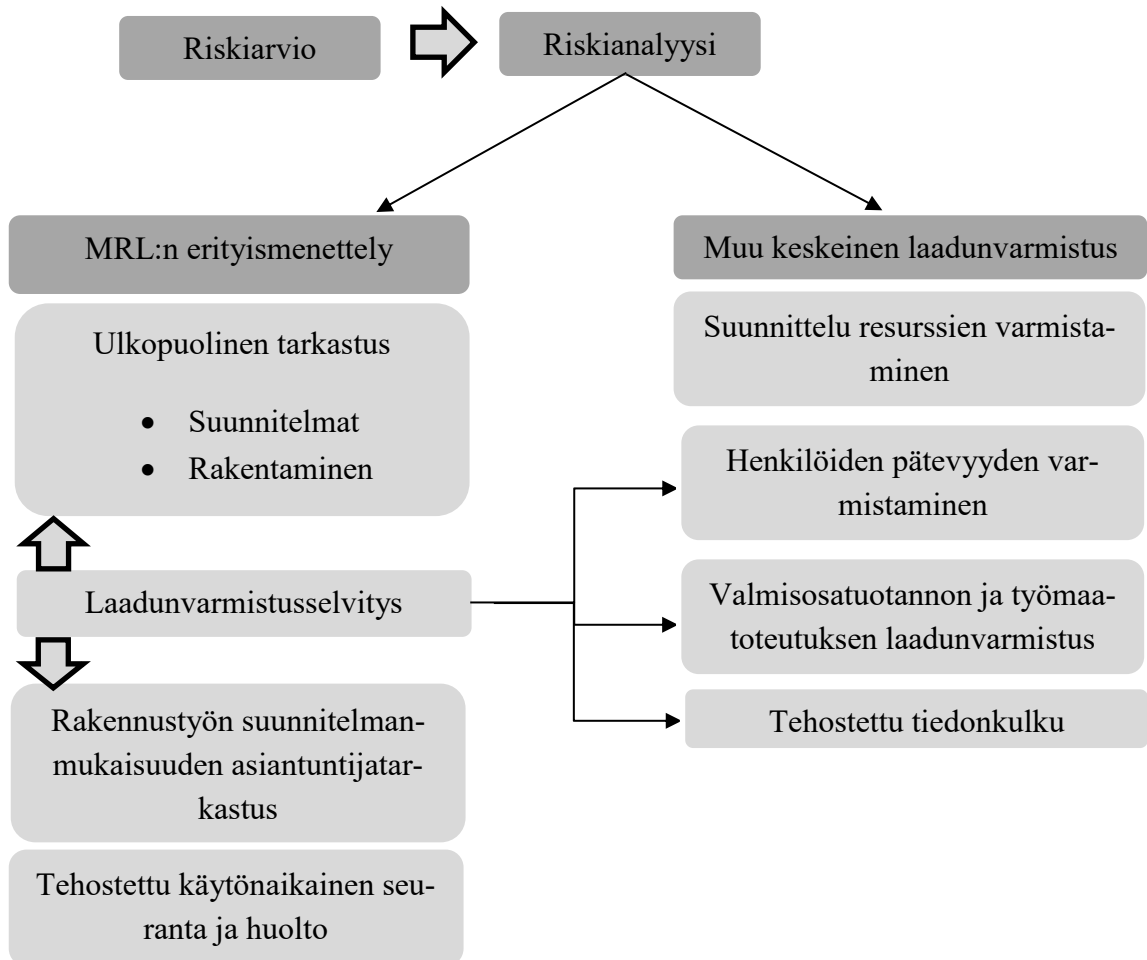 Riskiarvio
Riskianalyysi
MRL:n erityismenettely
Ulkopuolinen tarkastus
• Suunnitelmat
• Rakentaminen
Laadunvarmistusselvitys
Rakennustyön suunnitelman-
mukaisuuden asiantuntijatar-
kastus
Tehostettu käytönaikainen seu-
ranta ja huolto
Muu keskeinen laadunvarmistus
Suunnittelu resurssien varmista-
minen
Henkilöiden pätevyyden var-
mistaminen
Valmisosatuotannon ja työmaa-
toteutuksen laadunvarmistus
Tehostettu tiedonkulku